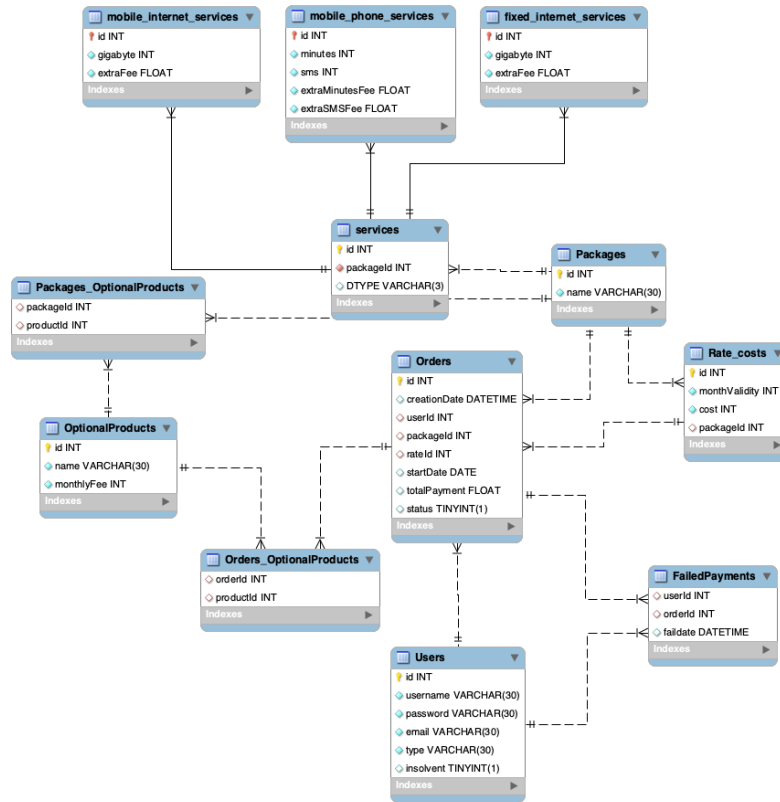 mobile_internet_services
id INT
gigabyte INT
extraFee FLOAT
Indexes
mobile_phone_services
id INT
minutes INT
sms INT
extraMinutesFee FLOAT
extraSMSFee FLOAT
Indexes
fixed_internet_services
id INT
gigabyte INT
extraFee FLOAT
Indexes
services
id INT
packageId INT
DTYPE VARCHAR(3)
Indexes
Packages
id INT
name VARCHAR(30)
Indexes
Packages_OptionalProducts
packageId INT
productId INT
Indexes
Orders
id INT
creationDate DATETIME
userId INT
packageId INT
rateId INT
startDate DATE
totalPayment FLOAT
status TINYINT(1)
Indexes
Rate_costs
id INT
monthValidity INT
cost INT
packageId INT
Indexes
OptionalProducts
id INT
name VARCHAR(30)
monthlyFee INT
Indexes
Orders_OptionalProducts
orderId INT
productId INT
Indexes
FailedPayments
userId INT
orderId INT
faildate DATETIME
Indexes
Users
id INT
username VARCHAR(30)
password VARCHAR(30)
email VARCHAR(30)
type VARCHAR(30)
insolvent TINYINT(1)
Indexes